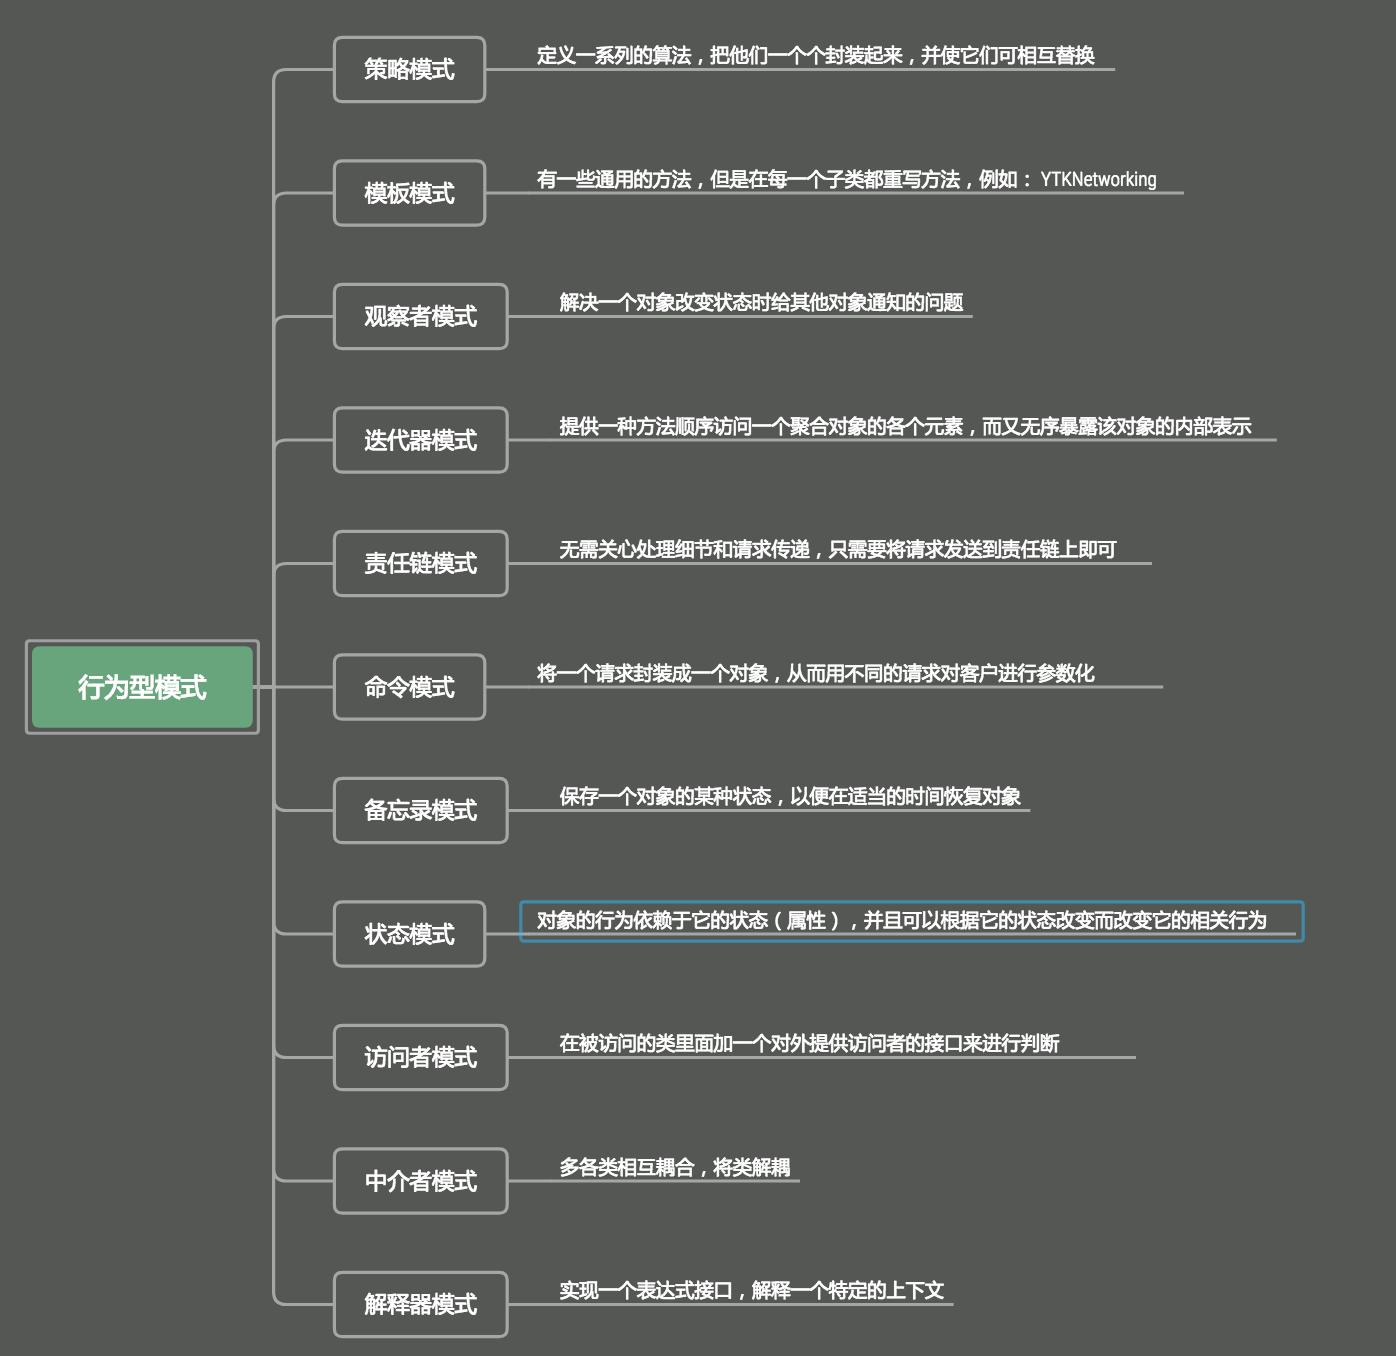 策略模式
定义一系列的算法，把他们一个个封装起来，并使它们可相互替换
模板模式
有一些通用的方法，但是在每一个子类都重写方法，例如： YTKNetworking
观察者模式
解决一个对象改变状态时给其他对象通知的问题
迭代器模式
提供一种方法顺序访问一个聚合对象的各个元素，而又无序暴露该对象的内部表示
责任链模式
无需关心处理细节和请求传递，只需要将请求发送到责任链上即可
行为型模式
命令模式
将一个请求封装成一个对象，从而用不同的请求对客户进行参数化
备忘录模式
保存一个对象的某种状态，以便在适当的时间恢复对象
状态模式
对象的行为依赖于它的状态（属性），并且可以根据它的状态改变而改变它的相关行为
访问者模式
在被访问的类里面加一个对外提供访问者的接口来进行判断
中介者模式
多各类相互耦合，将类解耦
解释器模式
实现一个表达式接口，解释一个特定的上下文